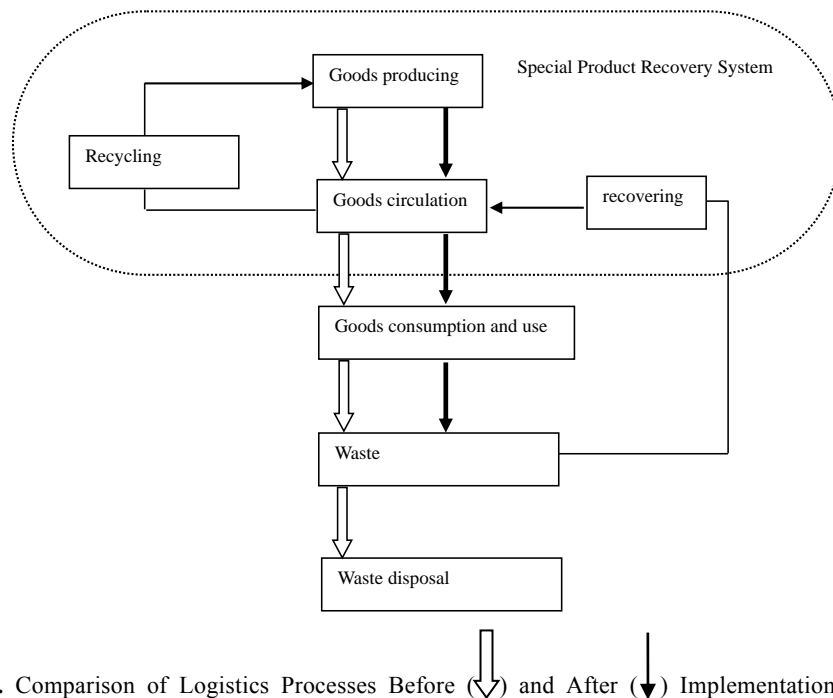 Goods producing
Special Product Recovery System
Recycling
Goods circulation
recovering
Goods consumption and use
Waste
Waste disposal
. Comparison of Logistics Processes Before ( ) and After ( ) Implementation